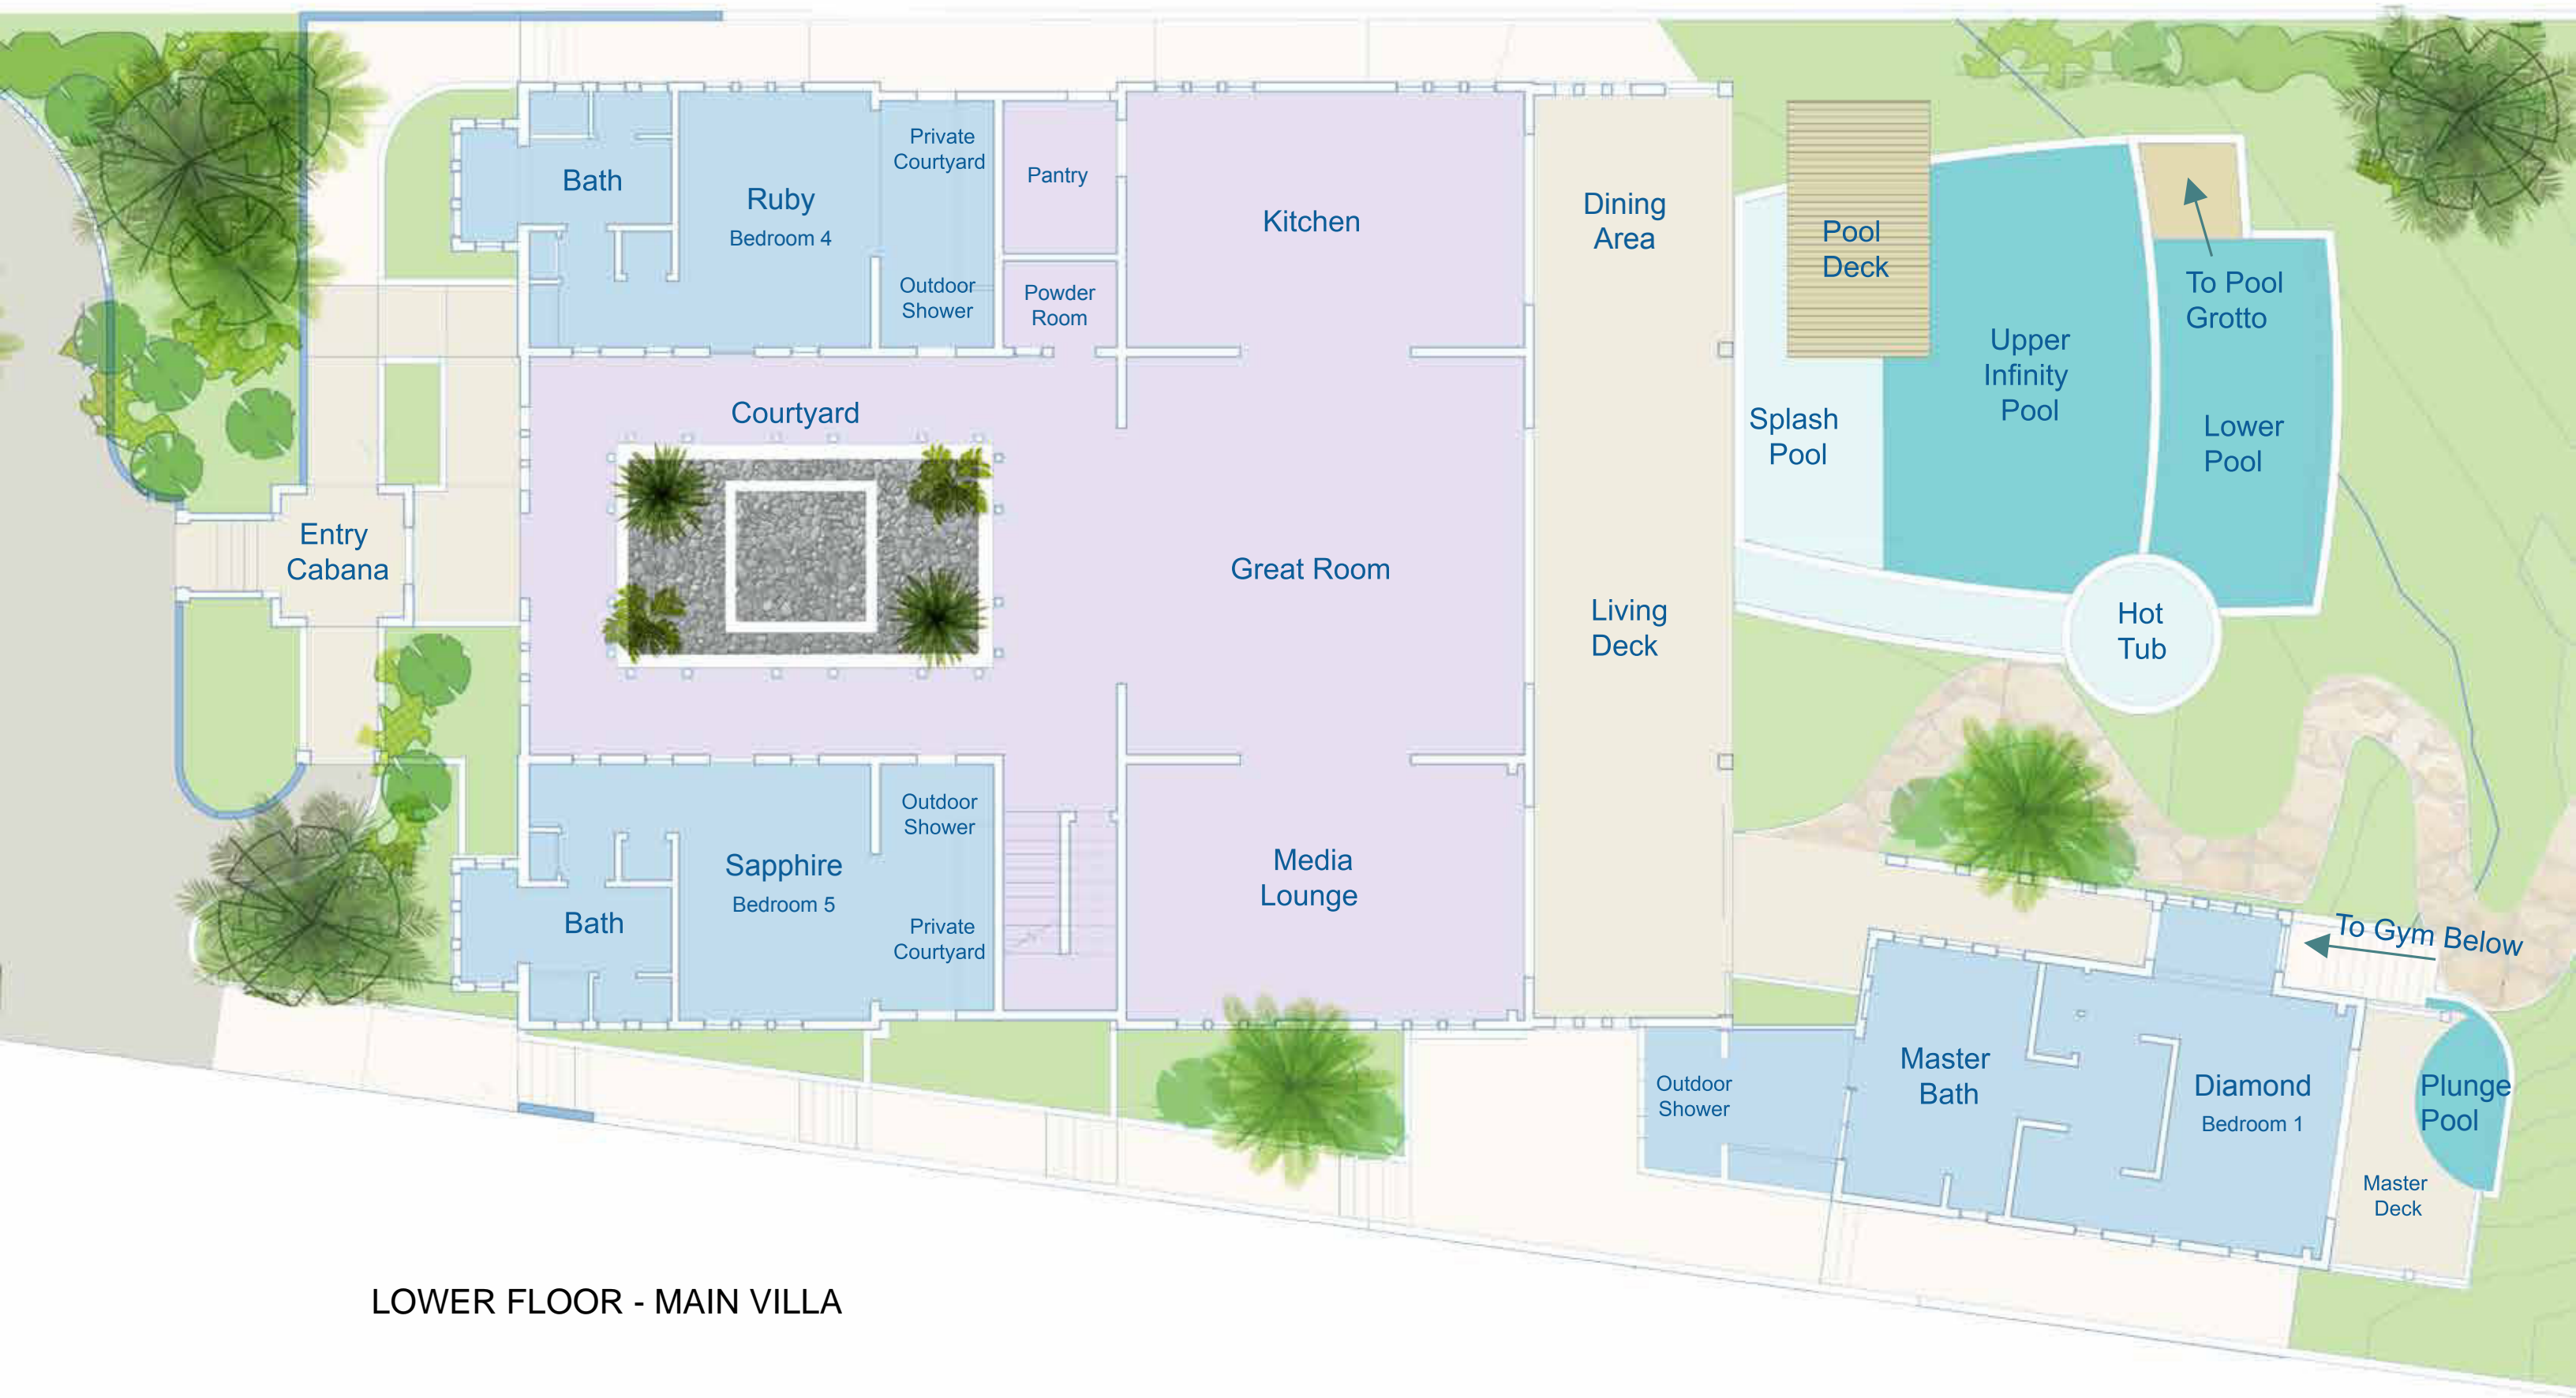 Bath
Ruby
Bedroom 4
Private
Courtyard
Outdoor
Shower
Pantry
Powder
Room
Kitchen
Dining
Area
Pool
Deck
To Pool
Grotto
Upper
Infinity
Pool
Lower
Pool
Splash
Pool
Courtyard
Entry
Cabana
Great Room
Living
Deck
Hot
Tub
Outdoor
Shower
Sapphire
Bedroom 5
Bath
Private
Courtyard
Media
Lounge
To Gym Below
Outdoor
Shower
Master
Bath
Diamond
Bedroom 1
Plunge
Pool
Master
Deck
LOWER FLOOR - MAIN VILLA